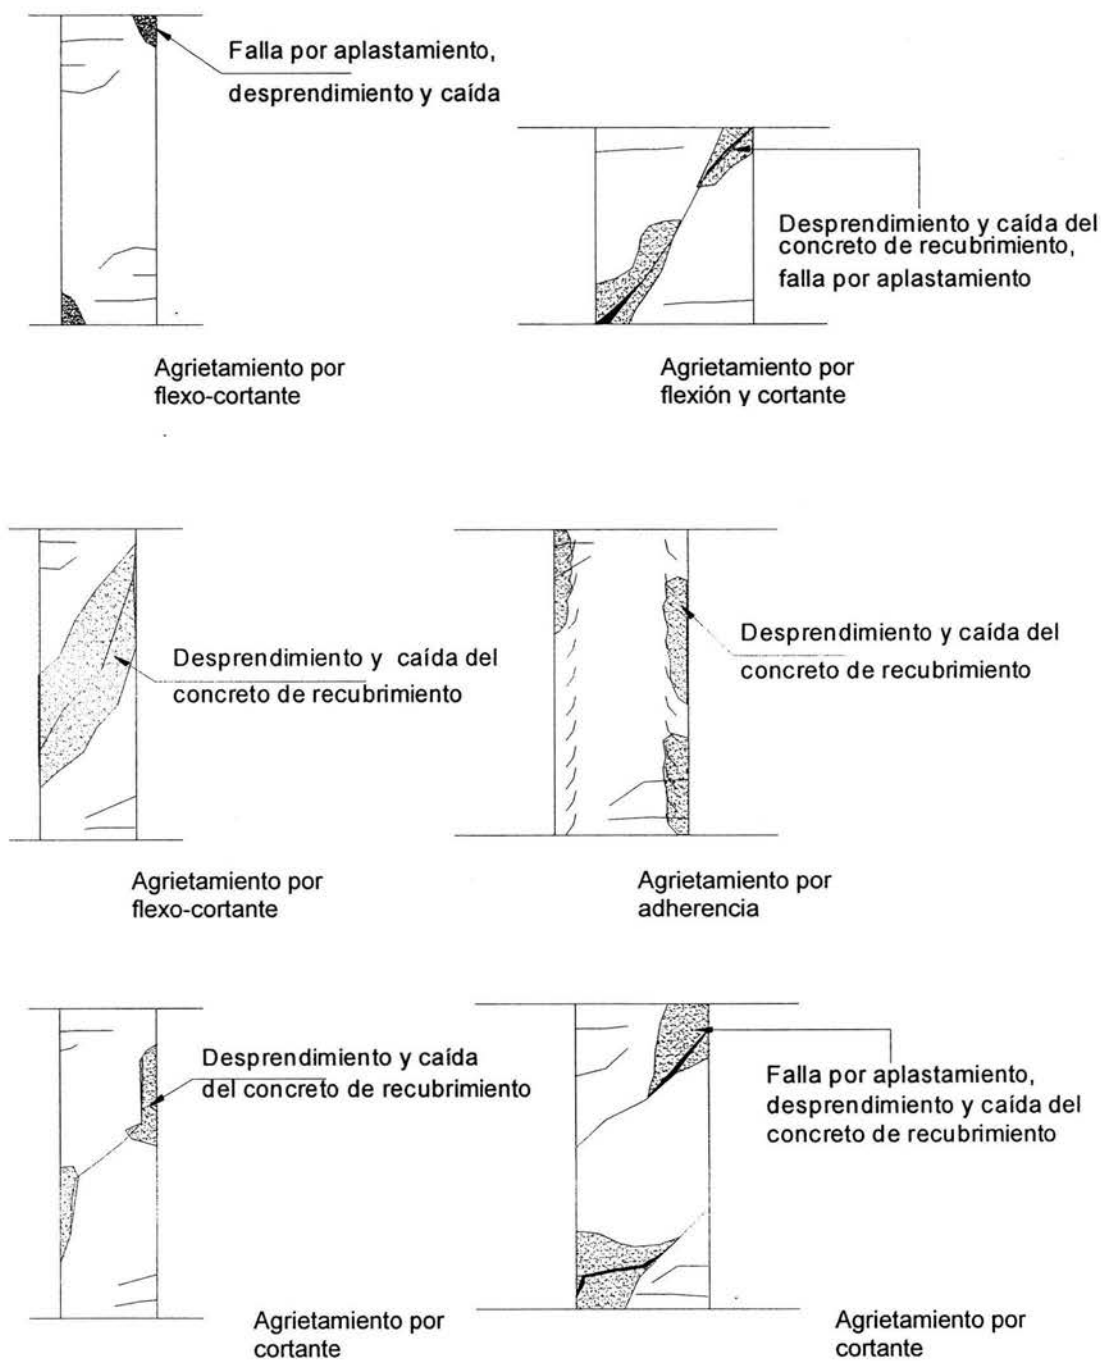 Falla por aplastamiento,
desprendimiento y caída
Desprendimiento y caída del
concreto de recubrimiento,
falla por aplastamiento
Agrietamiento por
flexo-cortante
Agrietamiento por
flexión y cortante
Desprendimiento y caída del
concreto de recubrimiento
Desprendimiento y caída del
concreto de recubrimiento
Agrietamiento por
flexo-cortante
Agrietamiento por
adherencia
Desprendimiento y caída
del concreto de recubrimiento
Falla por aplastamiento,
desprendimiento y caída del
concreto de recubrimiento
Agrietamiento por
cortante
Agrietamiento por
cortante